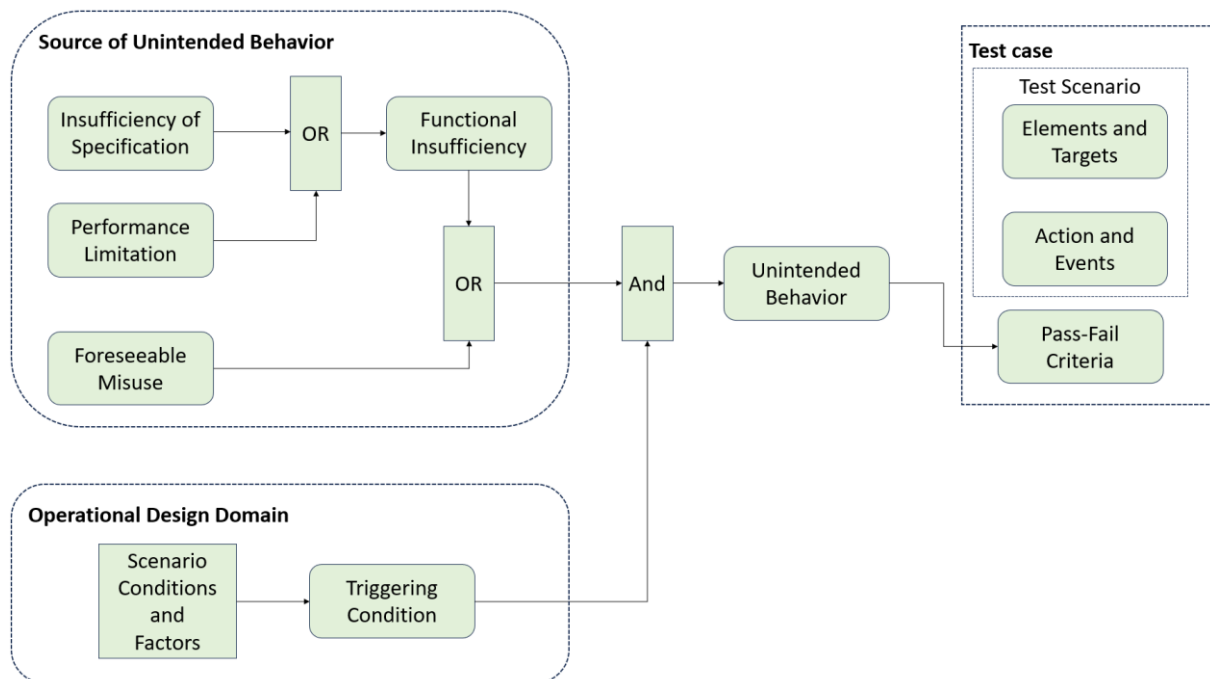 Source of Unintended Behavior
Insufficiency of
Specification
OR
Functional
Insufficiency
Performance
Limitation
OR
Foreseeable
Misuse
And
Unintended
Behavior
Test case
Test Scenario
Elements and
Targets
Action and
Events
Pass-Fail
Criteria
Operational Design Domain
Scenario
Conditions
and
Factors
Triggering
Condition